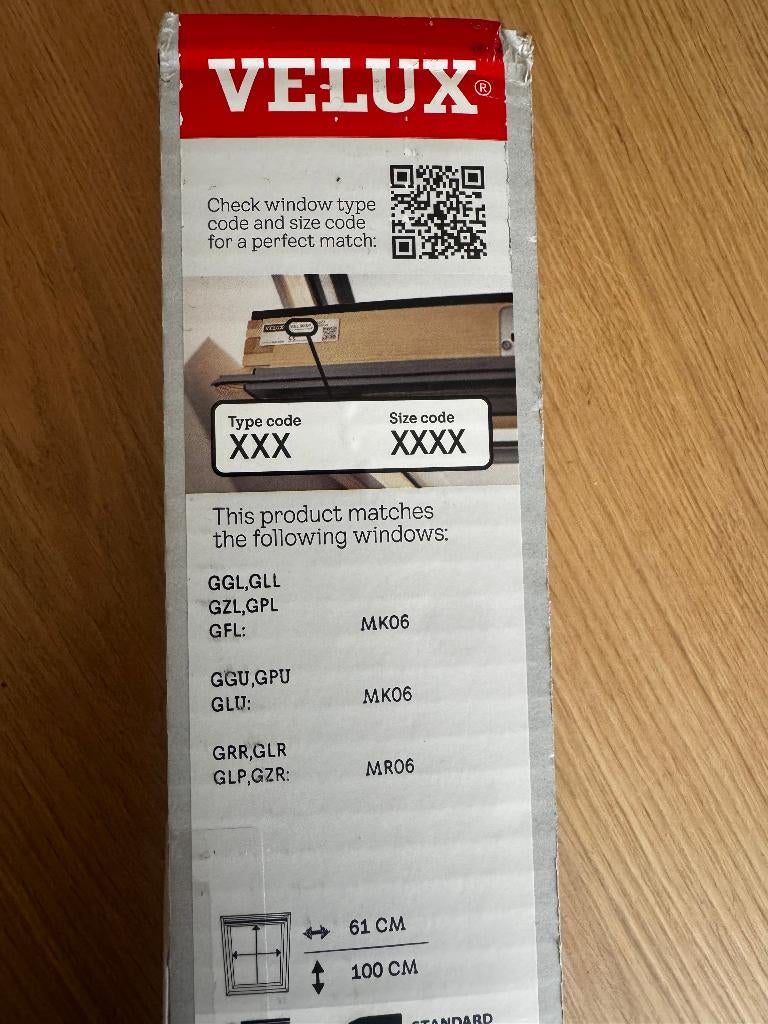 VELUX®
Check window type
code and size code
for a perfect match:
VELUX
Type code
Size code
XXX
XXXX
This product matches
the following windows:
GGL,GLL
GZL,GPL
GFL: MK06
GGU,GPU
GLU: MK06
GRR,GLR
GLP,GZR: MR06
61 CM
100 CM
STANDARD